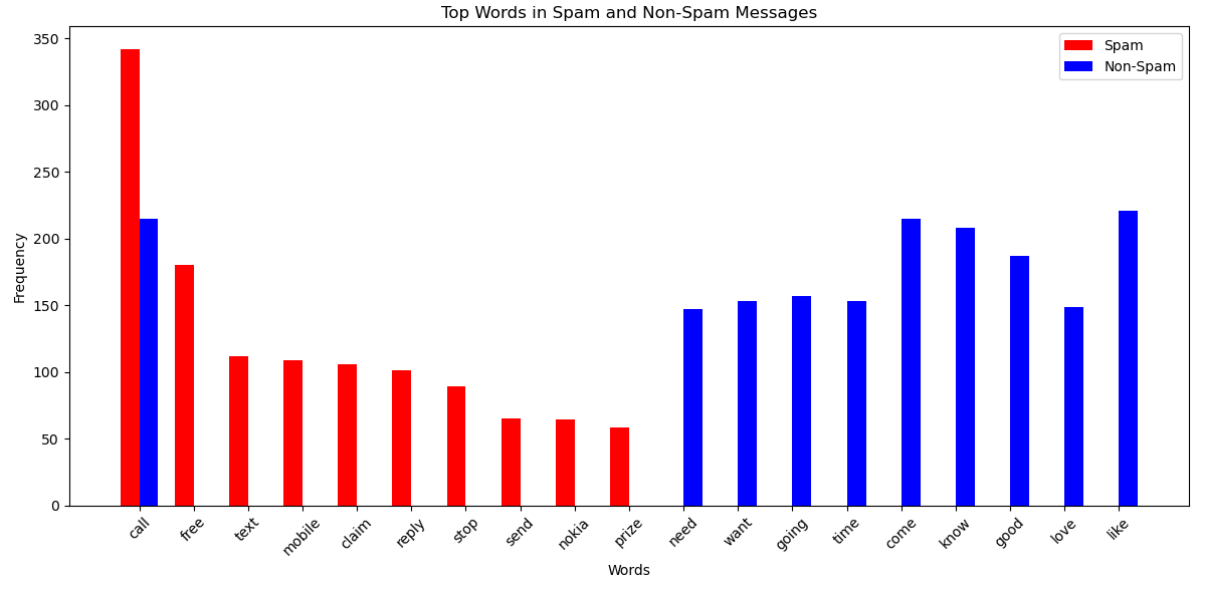 Top Words in Spam and Non-Spam Messages
350
300
250
200
150
100
50
0
Frequency
Spam
Non-Spam
call
free
text
mobile
claim
reply
stop
send
nokia
prize
need
want
going
time
come
know
good
love
like
Words